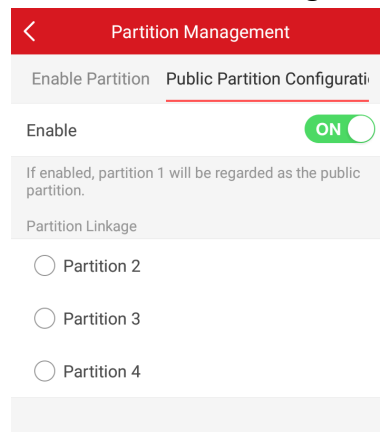 Partition Management
Enable Partition Public Partition Configurati
Enable
ON
If enabled, partition 1 will be regarded as the public
partition.
Partition Linkage
Partition 2
Partition 3
Partition 4